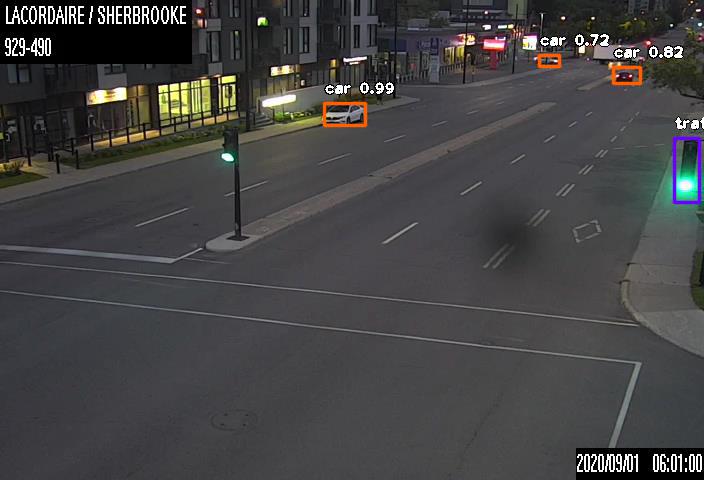 LACORDAIRE / SHERBROOKE
929-490
car 0.72
car 0.82
car 0.99
traf
2020/09/01 06:01:00